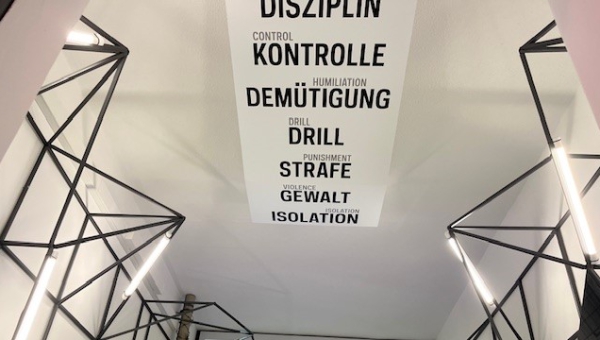 DISZIPLIN
CONTROL
KONTROLLE
HUMILIATION
DEMÜTIGUNG
DRILL
DRILL
PUNISHMENT
STRAFE
VIOLENCE
GEWALT
ISOLATION
ISOLATION